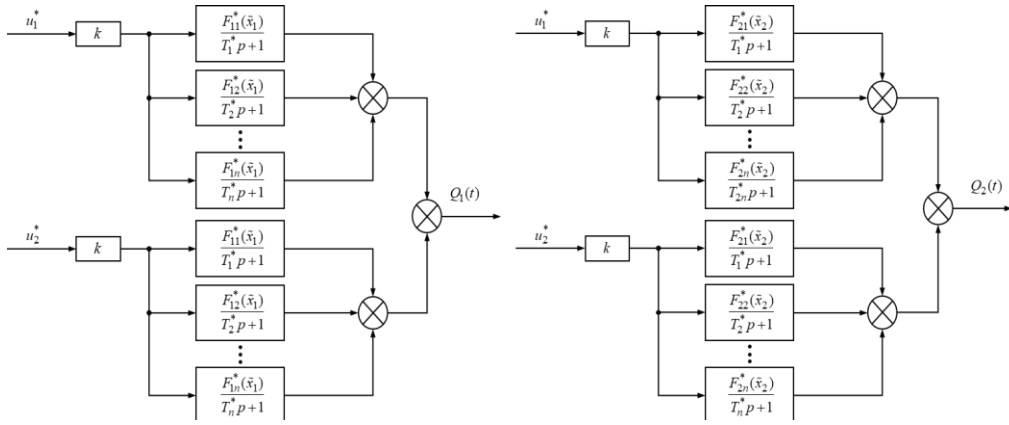 u₁*
k
F₁₁*(x̃₁)
T₁*p+1
F₁₂*(x̃₁)
T₂*p+1
F₁ₙ*(x̃₁)
Tₙ*p+1
Q₁(t)
u₂*
k
F₁₁*(x̃₁)
T₁*p+1
F₁₂*(x̃₁)
T₂*p+1
F₁ₙ*(x̃₁)
Tₙ*p+1
u₁*
k
F₂₁*(x̃₂)
T₁*p+1
F₂₂*(x̃₂)
T₂*p+1
F₂ₙ*(x̃₂)
T₂ₙ*p+1
Q₂(t)
u₂*
k
F₂₁*(x̃₂)
T₁*p+1
F₂₂*(x̃₂)
T₂*p+1
F₂ₙ*(x̃₂)
Tₙ*p+1